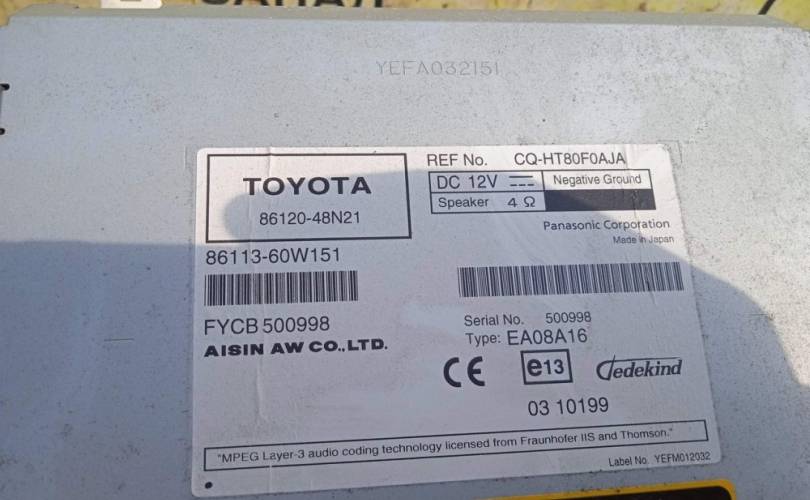 YEFA032151
TOYOTA
86120-48N21
REF No. CQ-HT80F0AJA
DC 12V
Negative Ground
Speaker 4 Ω
Panasonic Corporation
Made in Japan
86113-60W151
FYCB 500998
AISIN AW CO.,LTD.
Serial No. 500998
Type: EA08A16
CE e13 Dedekind
03 10199
"MPEG Layer-3 audio coding technology licensed from Fraunhofer IIS and Thomson."
Label No. YEFM012032